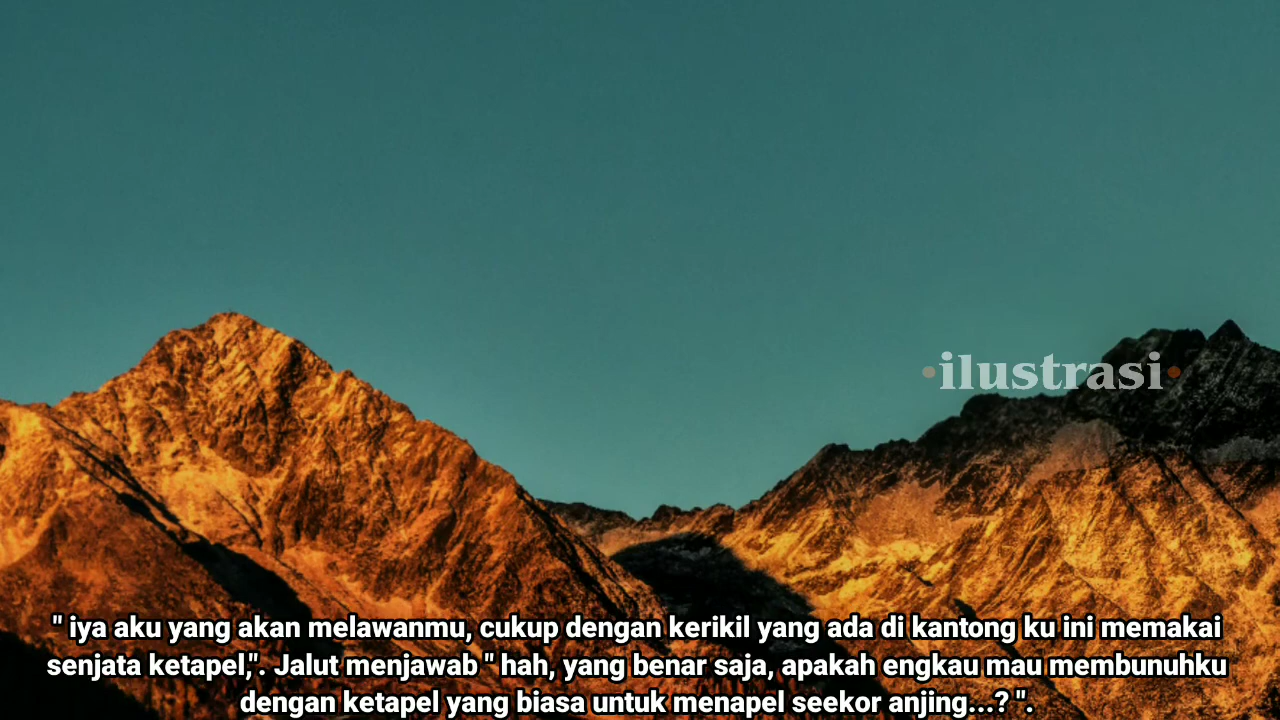 •ilustrasi•
" iya aku yang akan melawanmu, cukup dengan kerikil yang ada di kantong ku ini memakai
senjata ketapel,". Jalut menjawab " hah, yang benar saja, apakah engkau mau membunuhku
dengan ketapel yang biasa untuk menapel seekor anjing...? ".